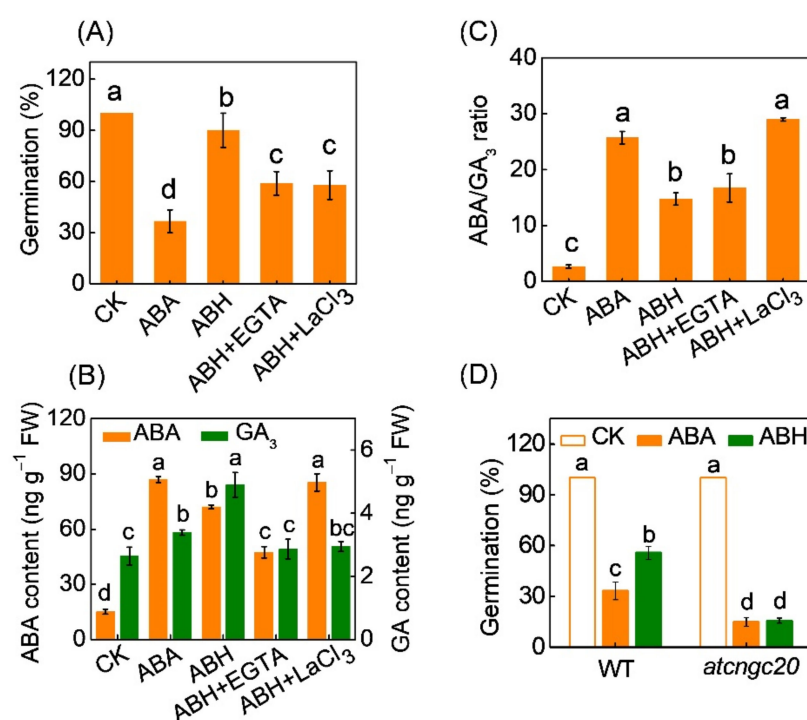 (A)
Germination (%)
120
90
60
30
0
a
d
b
c
c
CK
ABA
ABH
ABH+EGTA
ABH+LaCl₃
(C)
ABA/GA₃ ratio
40
30
20
10
0
c
a
b
b
a
CK
ABA
ABH
ABH+EGTA
ABH+LaCl₃
(B)
ABA content (ng g⁻¹ FW)
120
90
60
30
0
ABA
GA₃
d
c
a
b
b
a
c
c
a
bc
6
4
2
0
GA content (ng g⁻¹ FW)
CK
ABA
ABH
ABH+EGTA
ABH+LaCl₃
(D)
Germination (%)
120
90
60
30
0
CK
ABA
ABH
a
c
b
a
d
d
WT
atcngc20